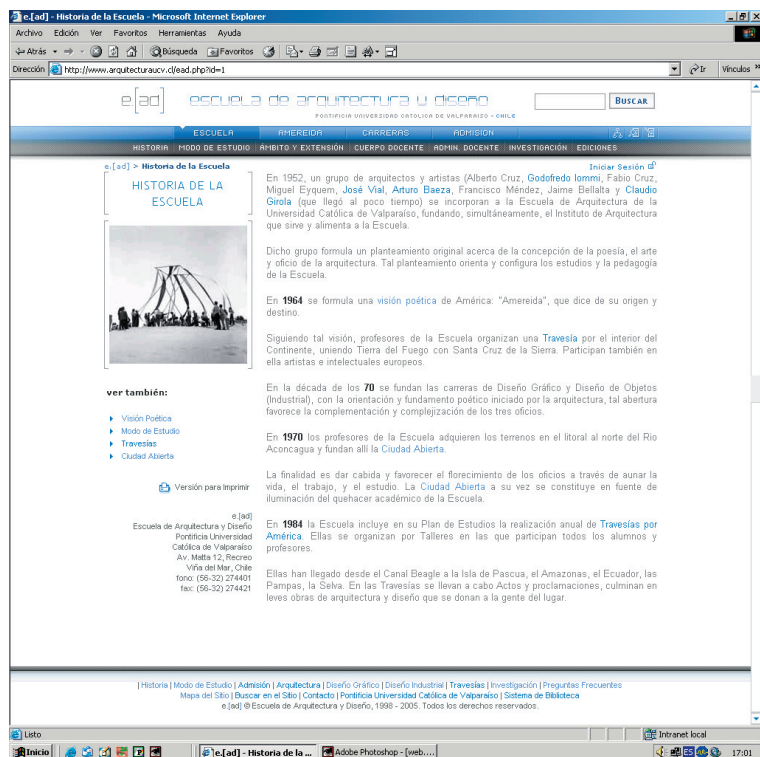 e.[ad] - Historia de la Escuela - Microsoft Internet Explorer
Archivo Edición Ver Favoritos Herramientas Ayuda
Atrás Búsqueda Favoritos
Dirección http://www.arquitecturaucv.cl/ead.php?id=1 Ir Vínculos »
e[ad] escuela de arquitectura y diseño
PONTIFICIA UNIVERSIDAD CATOLICA DE VALPARAISO - CHILE
BUSCAR
ESCUELA AMEREIDA CARRERAS ADMISION
HISTORIA MODO DE ESTUDIO ÁMBITO Y EXTENSIÓN CUERPO DOCENTE ADMIN. DOCENTE INVESTIGACIÓN EDICIONES
e.[ad] > Historia de la Escuela
Iniciar Sesión
HISTORIA DE LA
ESCUELA
En 1952, un grupo de arquitectos y artistas (Alberto Cruz, Godofredo Iommi, Fabio Cruz,
Miguel Eyquem, José Vial, Arturo Baeza, Francisco Méndez, Jaime Bellalta y Claudio
Girola (que llegó al poco tiempo) se incorporan a la Escuela de Arquitectura de la
Universidad Católica de Valparaíso, fundando, simultáneamente, el Instituto de Arquitectura
que sirve y alimenta a la Escuela.
Dicho grupo formula un planteamiento original acerca de la concepción de la poesía, el arte
y oficio de la arquitectura. Tal planteamiento orienta y configura los estudios y la pedagogía
de la Escuela.
En 1964 se formula una visión poética de América: "Amereida", que dice de su origen y
destino.
Siguiendo tal visión, profesores de la Escuela organizan una Travesía por el interior del
Continente, uniendo Tierra del Fuego con Santa Cruz de la Sierra. Participan también en
ella artistas e intelectuales europeos.
En la década de los 70 se fundan las carreras de Diseño Gráfico y Diseño de Objetos
(Industrial), con la orientación y fundamento poético iniciado por la arquitectura, tal abertura
favorece la complementación y complejización de los tres oficios.
En 1970 los profesores de la Escuela adquieren los terrenos en el litoral al norte del Rio
Aconcagua y fundan allí la Ciudad Abierta.
La finalidad es dar cabida y favorecer el florecimiento de los oficios a través de aunar la
vida, el trabajo, y el estudio. La Ciudad Abierta a su vez se constituye en fuente de
iluminación del quehacer académico de la Escuela.
En 1984 la Escuela incluye en su Plan de Estudios la realización anual de Travesías por
América. Ellas se organizan por Talleres en las que participan todos los alumnos y
profesores.
Ellas han llegado desde el Canal Beagle a la Isla de Pascua, el Amazonas, el Ecuador, las
Pampas, la Selva. En las Travesías se llevan a cabo Actos y proclamaciones, culminan en
leves obras de arquitectura y diseño que se donan a la gente del lugar.
ver también:
Visión Poética
Modo de Estudio
Travesías
Ciudad Abierta
Versión para Imprimir
e.[ad]
Escuela de Arquitectura y Diseño
Pontificia Universidad
Católica de Valparaíso
Av. Matta 12, Recreo
Viña del Mar, Chile
fono: (56-32) 274401
fax: (56-32) 274421
| Historia | Modo de Estudio | Admisión | Arquitectura | Diseño Gráfico | Diseño Industrial | Travesías | Investigación | Preguntas Frecuentes
Mapa del Sitio | Buscar en el Sitio | Contacto | Pontificia Universidad Católica de Valparaíso | Sistema de Biblioteca
e.[ad] @ Escuela de Arquitectura y Diseño, 1998 - 2005. Todos los derechos reservados.
Listo Intranet local
Inicio e.[ad] - Historia de la ... Adobe Photoshop - [web.... ES 17:01